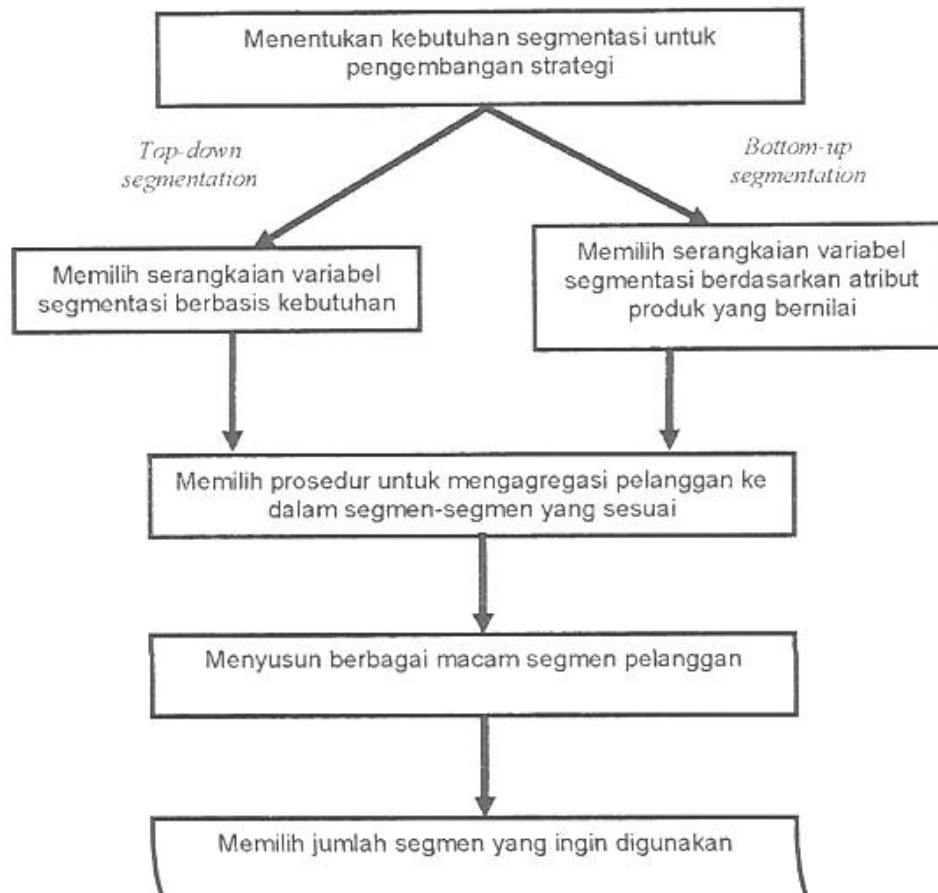 Menentukan kebutuhan segmentasi untuk
pengembangan strategi
Top-down
segmentation
Bottom-up
segmentation
Memilih serangkaian variabel
segmentasi berbasis kebutuhan
Memilih serangkaian variabel
segmentasi berdasarkan atribut
produk yang bernilai
Memilih prosedur untuk mengagregasi pelanggan ke
dalam segmen-segmen yang sesuai
Menyusun berbagai macam segmen pelanggan
Memilih jumlah segmen yang ingin digunakan